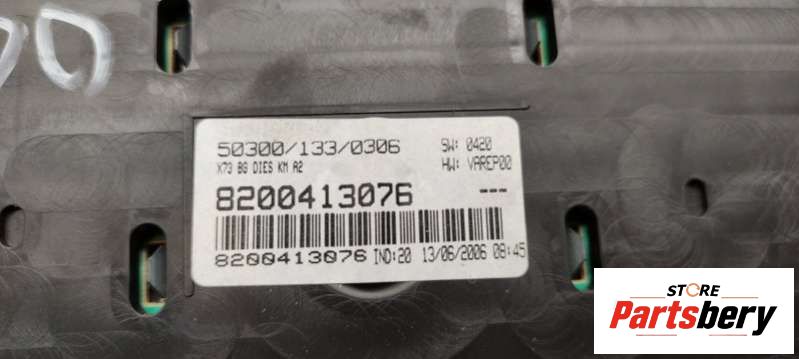 50300/133/0306
SW: 0420
X73 BG DIES KM A2
HW: VAREP00
8200413076
---
8200413076 IND:20 13/06/2006 08:45
STORE
Partsbery